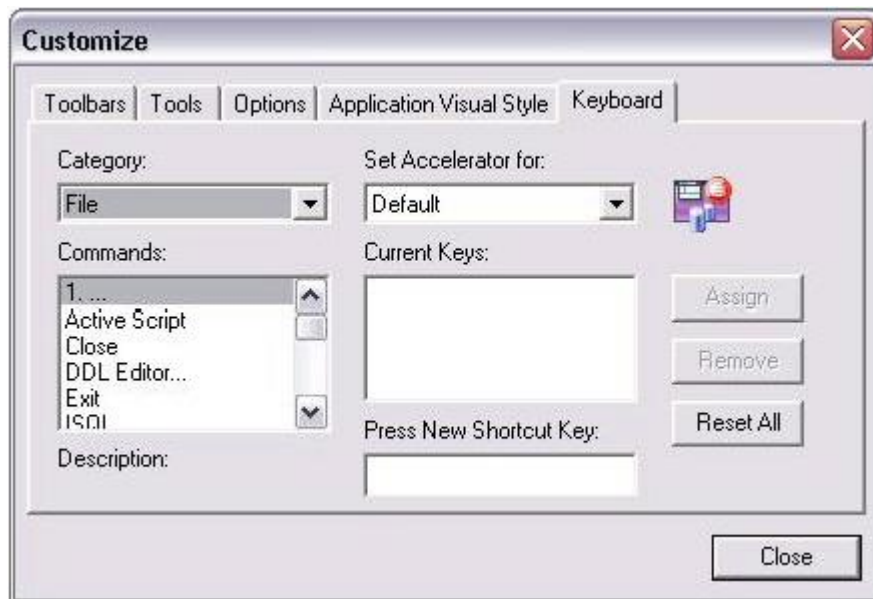 Customize
Toolbars
Tools
Options
Application Visual Style
Keyboard
Category:
File
Commands:
1. ...
Active Script
Close
DDL Editor...
Exit
ISQL
Description:
Set Accelerator for:
Default
Current Keys:
Press New Shortcut Key:
Assign
Remove
Reset All
Close